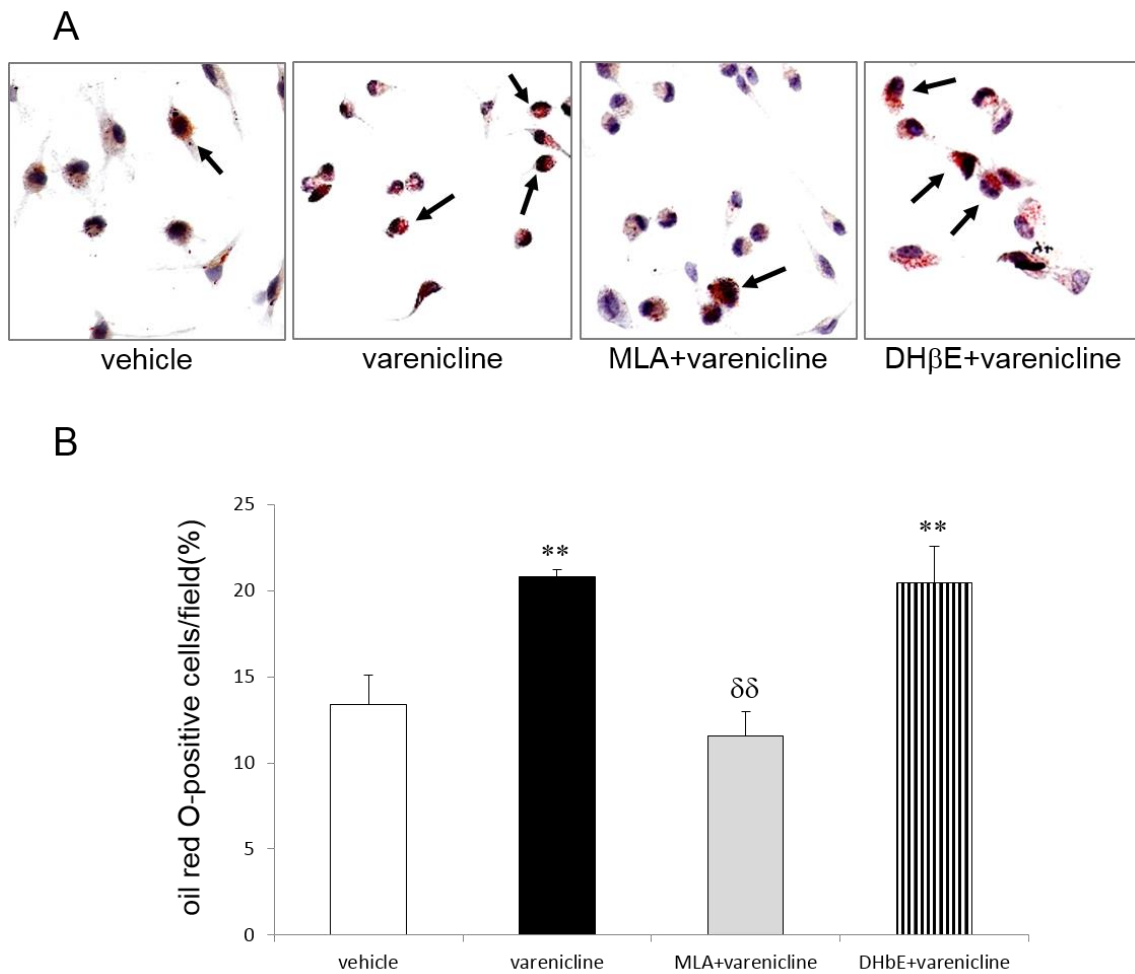 A
vehicle varenicline MLA+varenicline DHβE+varenicline
B
oil red O-positive cells/field(%)
25
20
15
10
5
0
**
δδ
**
vehicle varenicline MLA+varenicline DHbE+varenicline